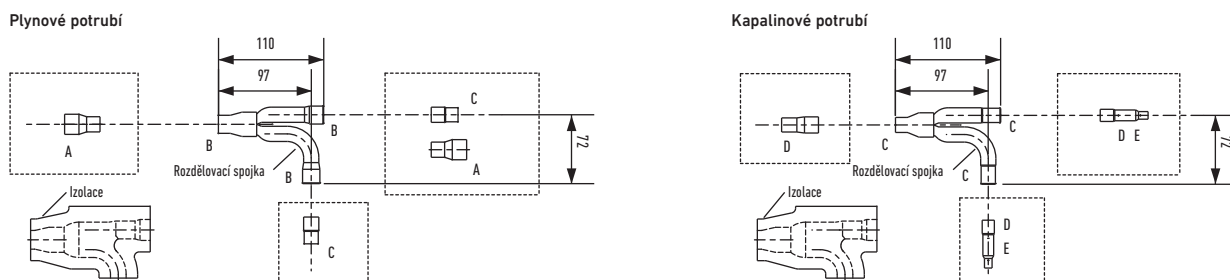 Plynové potrubí
110
97
A
B
B
C
A
72
Rozdělovací spojka
B
Izolace
C
Kapalinové potrubí
110
97
D
C
C
D E
72
Rozdělovací spojka
C
Izolace
D
E